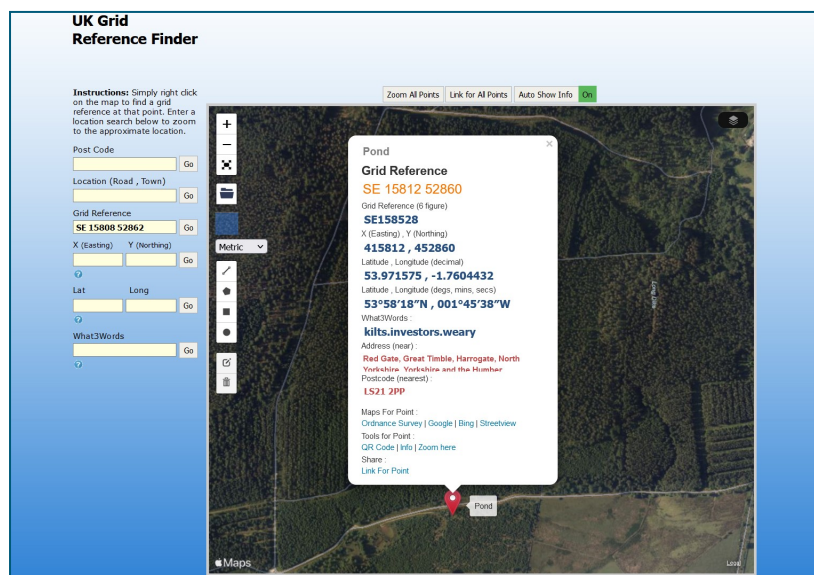 UK Grid
Reference Finder
Instructions: Simply right click
on the map to find a grid
reference at that point. Enter a
location search below to zoom
to the approximate location.
Post Code
Go
Location (Road , Town)
Go
Grid Reference
SE 15808 52862 Go
X (Easting) Y (Northing)
Go
?
Lat Long
Go
?
What3Words
Go
?
Zoom All Points Link for All Points Auto Show Info On
+
−
Metric
×
Pond
Grid Reference
SE 15812 52860
Grid Reference (6 figure)
SE158528
X (Easting) , Y (Northing)
415812 , 452860
Latitude , Longitude (decimal)
53.971575 , -1.7604432
Latitude , Longitude (degs, mins, secs)
53°58'18"N , 001°45'38"W
What3Words :
kilts.investors.weary
Address (near) :
Red Gate, Great Timble, Harrogate, North
Yorkshire, Yorkshire and the Humber
Postcode (nearest) :
LS21 2PP
Maps For Point :
Ordnance Survey | Google | Bing | Streetview
Tools for Point :
QR Code | Info | Zoom here
Share :
Link For Point
Pond
Maps
Legal